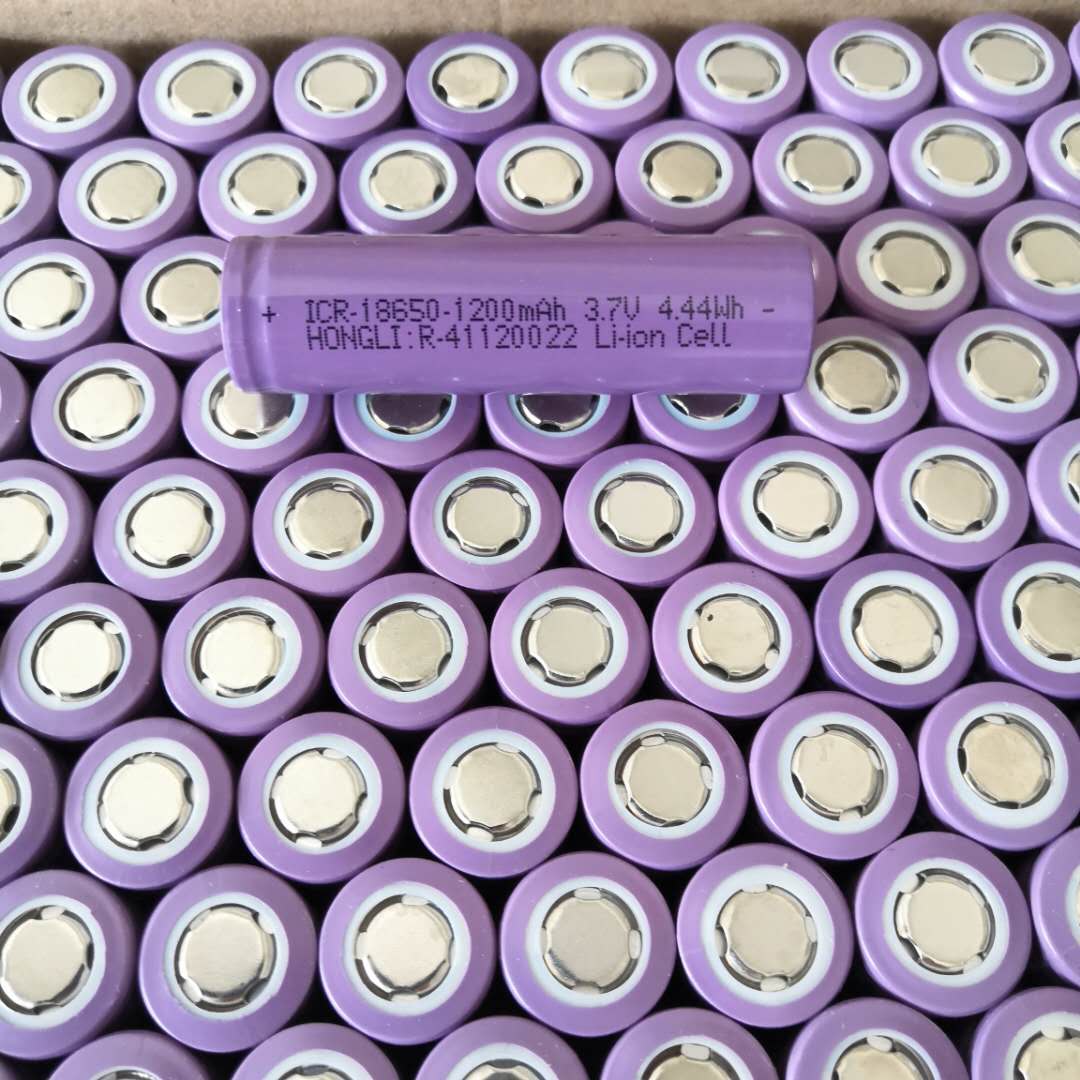 + ICR-18650-1200mAh 3.7V 4.44Wh -
HONGLI:R-41120022 Li-ion Cell